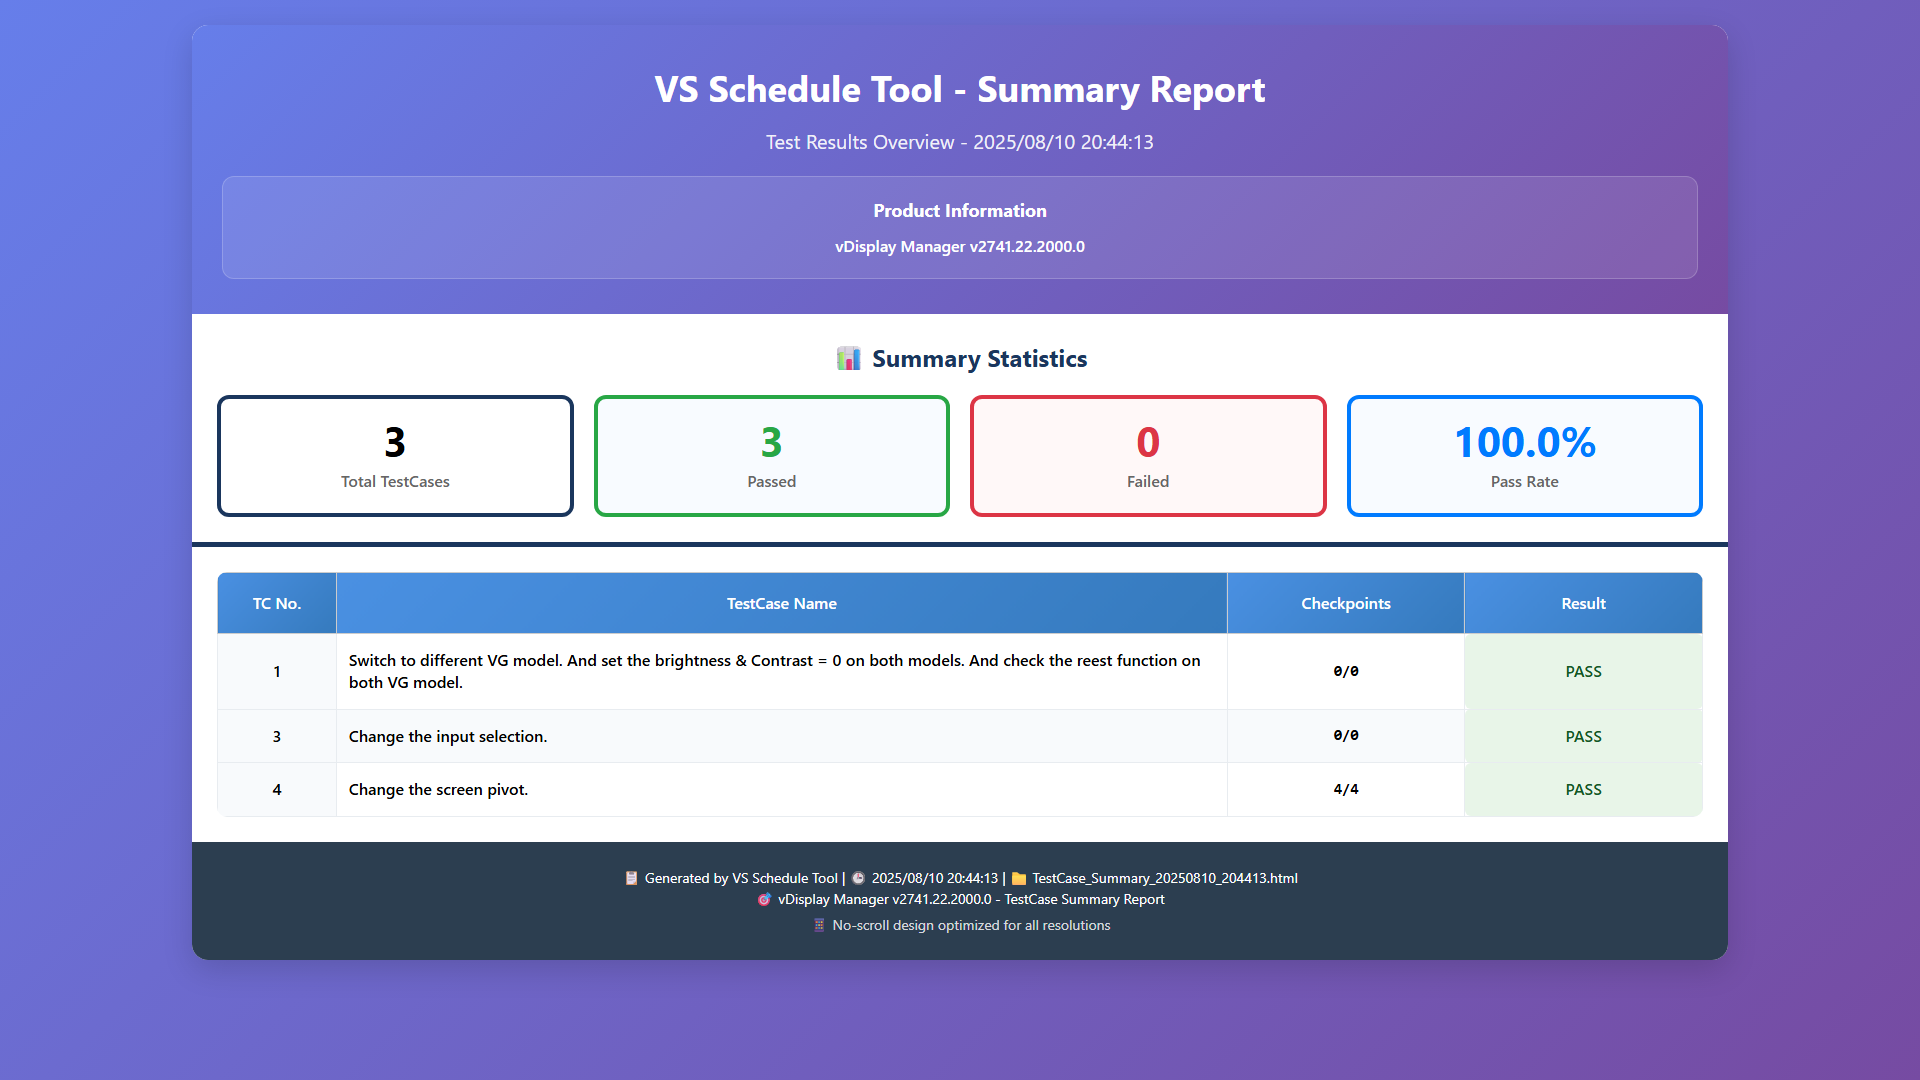 VS Schedule Tool - Summary Report
Test Results Overview - 2025/08/10 20:44:13
Product Information
vDisplay Manager v2741.22.2000.0
📊 Summary Statistics
3
Total TestCases
3
Passed
0
Failed
100.0%
Pass Rate
TC No. TestCase Name Checkpoints Result
1 Switch to different VG model. And set the brightness & Contrast = 0 on both models. And check the reest function on
both VG model. 0/0 PASS
3 Change the input selection. 0/0 PASS
4 Change the screen pivot. 4/4 PASS
📋 Generated by VS Schedule Tool | 🕒 2025/08/10 20:44:13 | 📁 TestCase_Summary_20250810_204413.html
🎯 vDisplay Manager v2741.22.2000.0 - TestCase Summary Report
📱 No-scroll design optimized for all resolutions